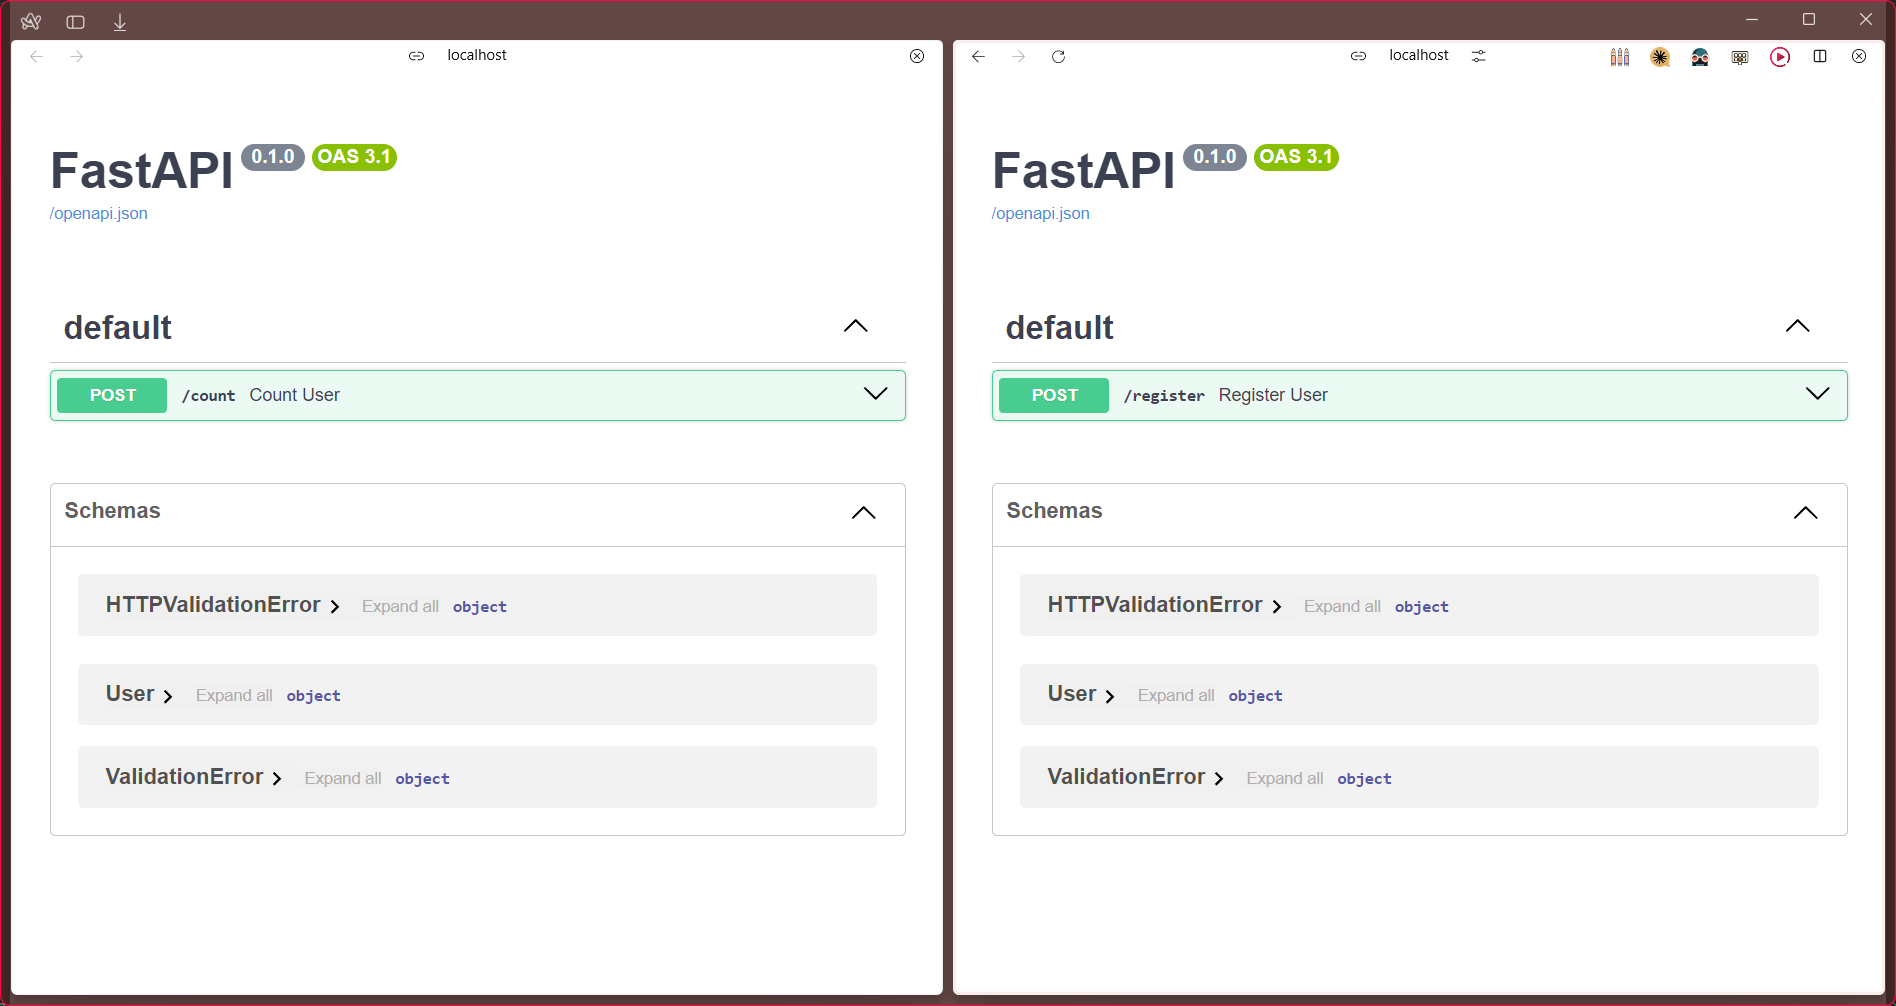 localhost
FastAPI 0.1.0 OAS 3.1
/openapi.json
default
POST /count Count User
Schemas
HTTPValidationError Expand all object
User Expand all object
ValidationError Expand all object
localhost
FastAPI 0.1.0 OAS 3.1
/openapi.json
default
POST /register Register User
Schemas
HTTPValidationError Expand all object
User Expand all object
ValidationError Expand all object